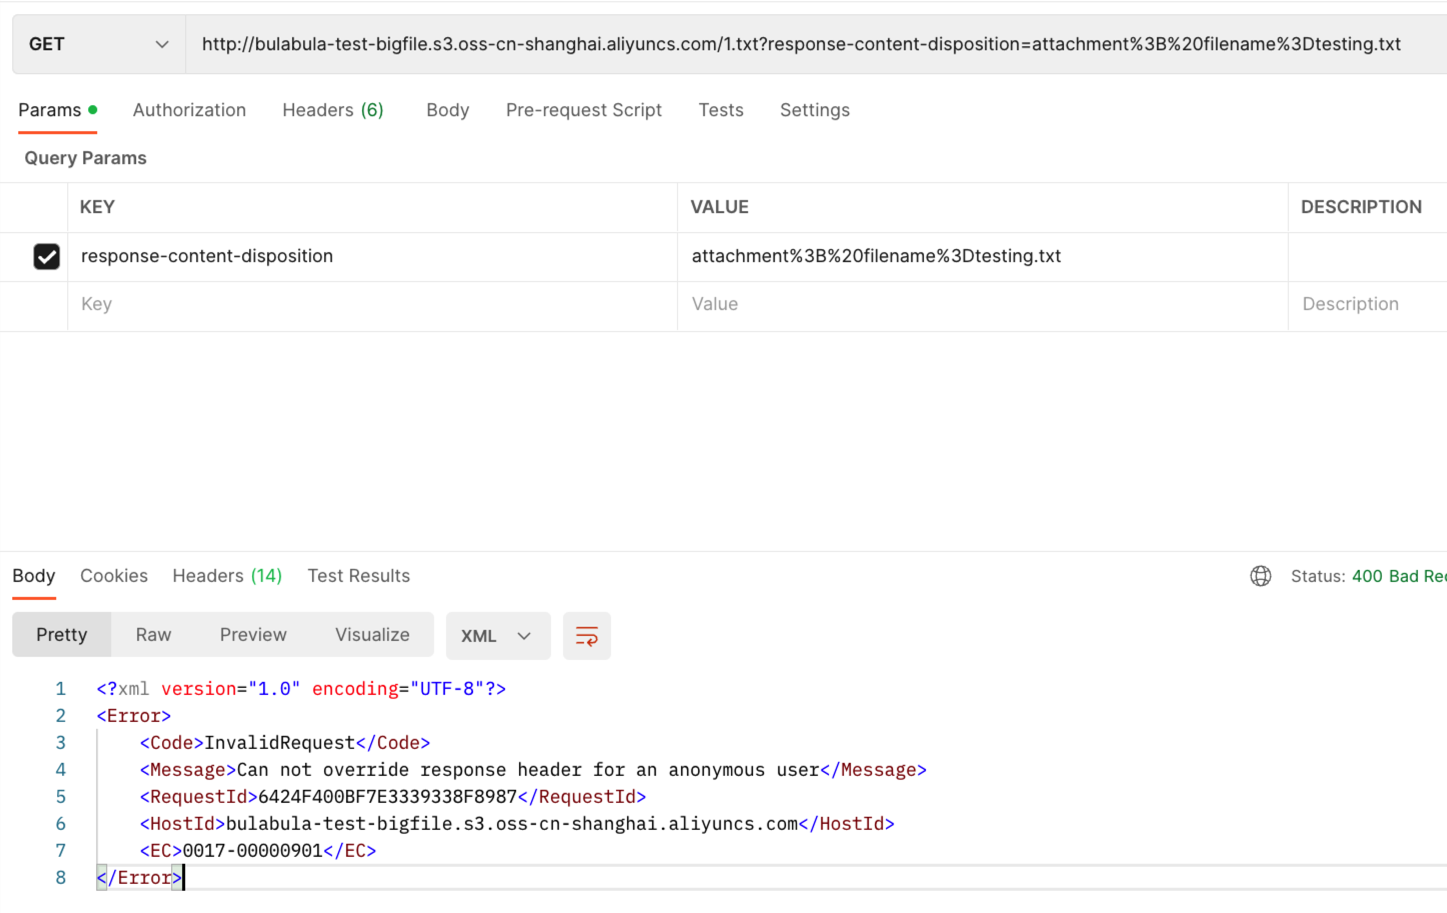 GET http://bulabula-test-bigfile.s3.oss-cn-shanghai.aliyuncs.com/1.txt?response-content-disposition=attachment%3B%20filename%3Dtesting.txt
Params Authorization Headers (6) Body Pre-request Script Tests Settings
Query Params
KEY VALUE DESCRIPTION
response-content-disposition attachment%3B%20filename%3Dtesting.txt
Key Value Description
Body Cookies Headers (14) Test Results Status: 400 Bad Rec
Pretty Raw Preview Visualize XML
1 <?xml version="1.0" encoding="UTF-8"?>
2 <Error>
3 <Code>InvalidRequest</Code>
4 <Message>Can not override response header for an anonymous user</Message>
5 <RequestId>6424F400BF7E3339338F8987</RequestId>
6 <HostId>bulabula-test-bigfile.s3.oss-cn-shanghai.aliyuncs.com</HostId>
7 <EC>0017-00000901</EC>
8 </Error>